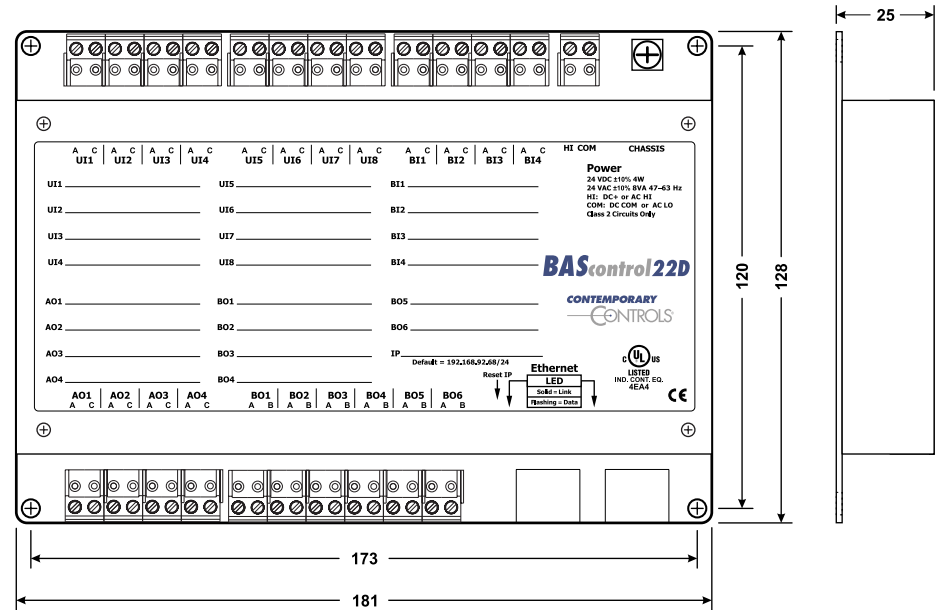 25
A C A C A C A C A C A C A C A C A C A C A C A C HI COM CHASSIS
UI1 UI2 UI3 UI4 UI5 UI6 UI7 UI8 BI1 BI2 BI3 BI4
Power
24 VDC ±10% 4W
24 VAC ±10% 8VA 47–63 Hz
HI: DC+ or AC HI
COM: DC COM or AC LO
Class 2 Circuits Only
UI1 UI5 BI1
UI2 UI6 BI2
UI3 UI7 BI3
UI4 UI8 BI4
BAScontrol22D
AO1 BO1 BO5
CONTEMPORARY
CONTROLS
AO2 BO2 BO6
AO3 BO3 IP
Default = 192.168.92.68/24
AO4 BO4
C UL US
LISTED
IND. CONT. EQ.
4EA4
CE
Reset IP
Ethernet
LED
Solid = Link
Flashing = Data
AO1 AO2 AO3 AO4 BO1 BO2 BO3 BO4 BO5 BO6
A C A C A C A C A B A B A B A B A B A B
120
128
173
181